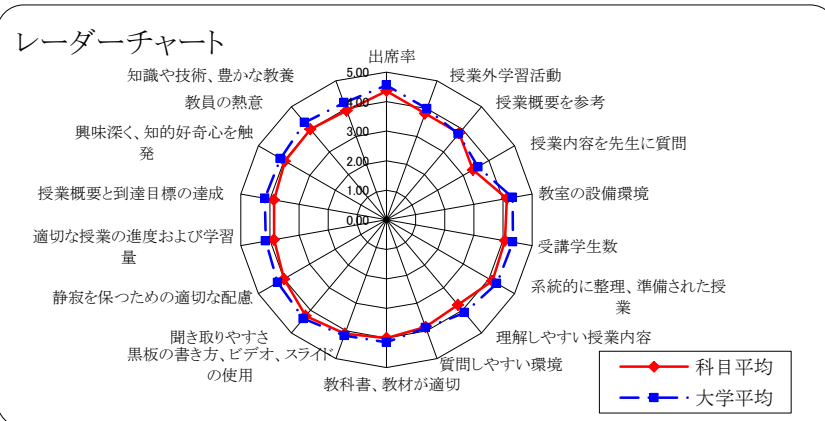 レーダーチャート
出席率
授業外学習活動
授業概要を参考
授業内容を先生に質問
教室の設備環境
受講学生数
系統的に整理、準備された授
業
理解しやすい授業内容
質問しやすい環境
教科書、教材が適切
黒板の書き方、ビデオ、スライド
の使用
聞き取りやすさ
静寂を保つための適切な配慮
適切な授業の進度および学習
量
授業概要と到達目標の達成
興味深く、知的好奇心を触
発
教員の熱意
知識や技術、豊かな教養
5.00
4.00
3.00
2.00
1.00
0.00
科目平均
大学平均